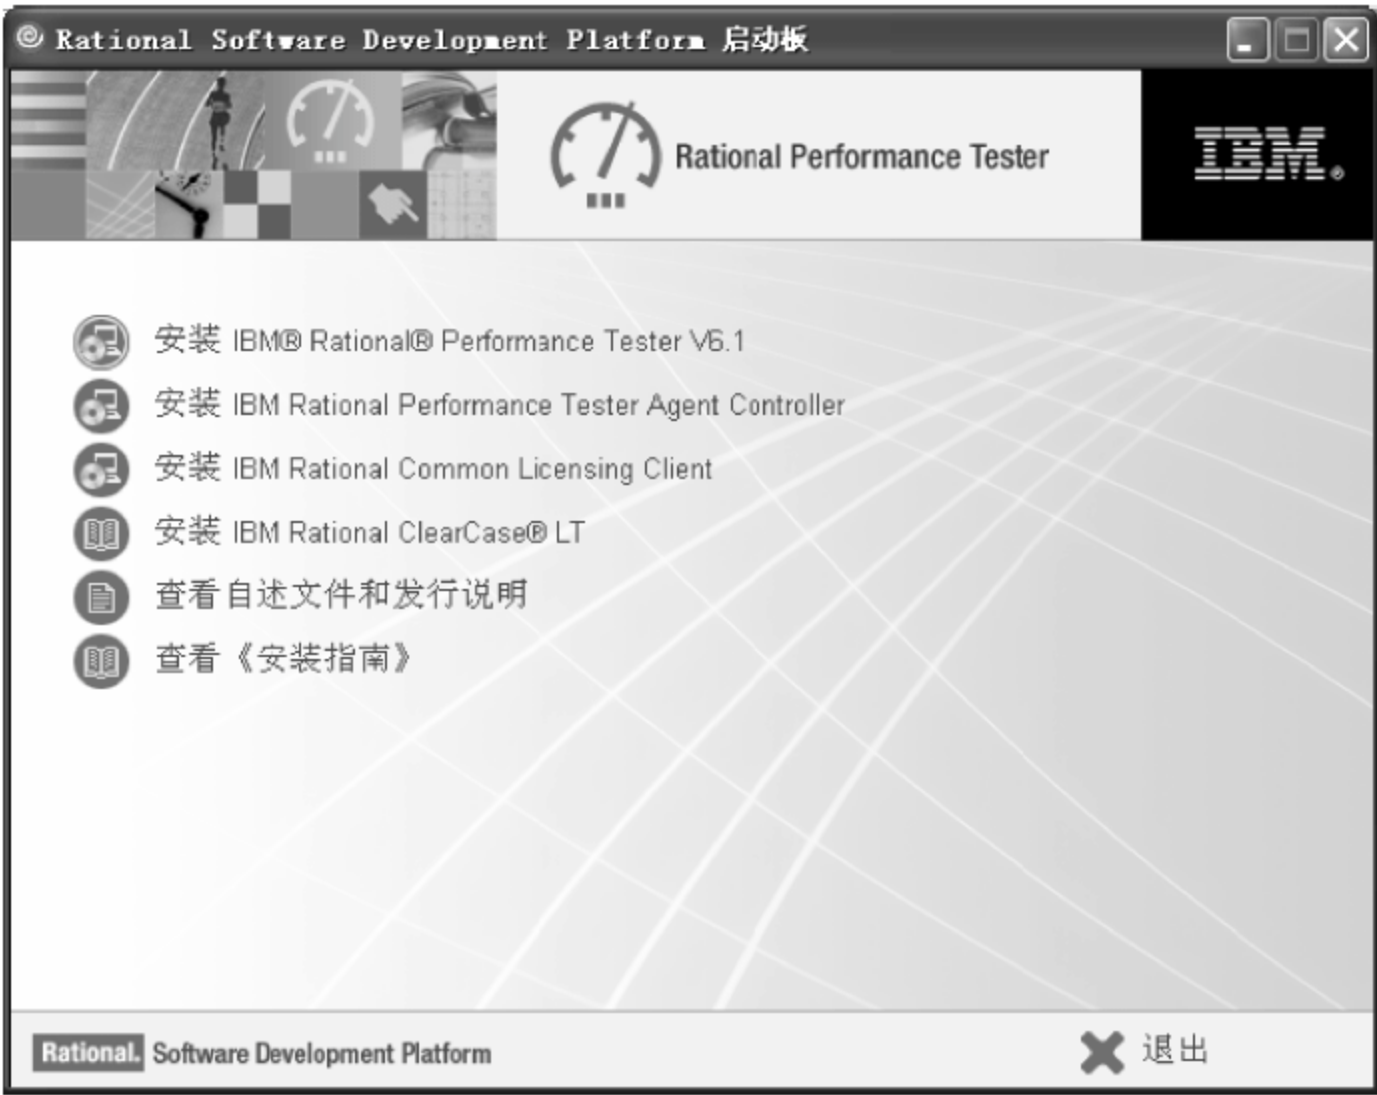 Rational Software Development Platform 启动板
Rational Performance Tester
IBM®
安装 IBM® Rational® Performance Tester V6.1
安装 IBM Rational Performance Tester Agent Controller
安装 IBM Rational Common Licensing Client
安装 IBM Rational ClearCase® LT
查看自述文件和发行说明
查看《安装指南》
Rational. Software Development Platform
退出